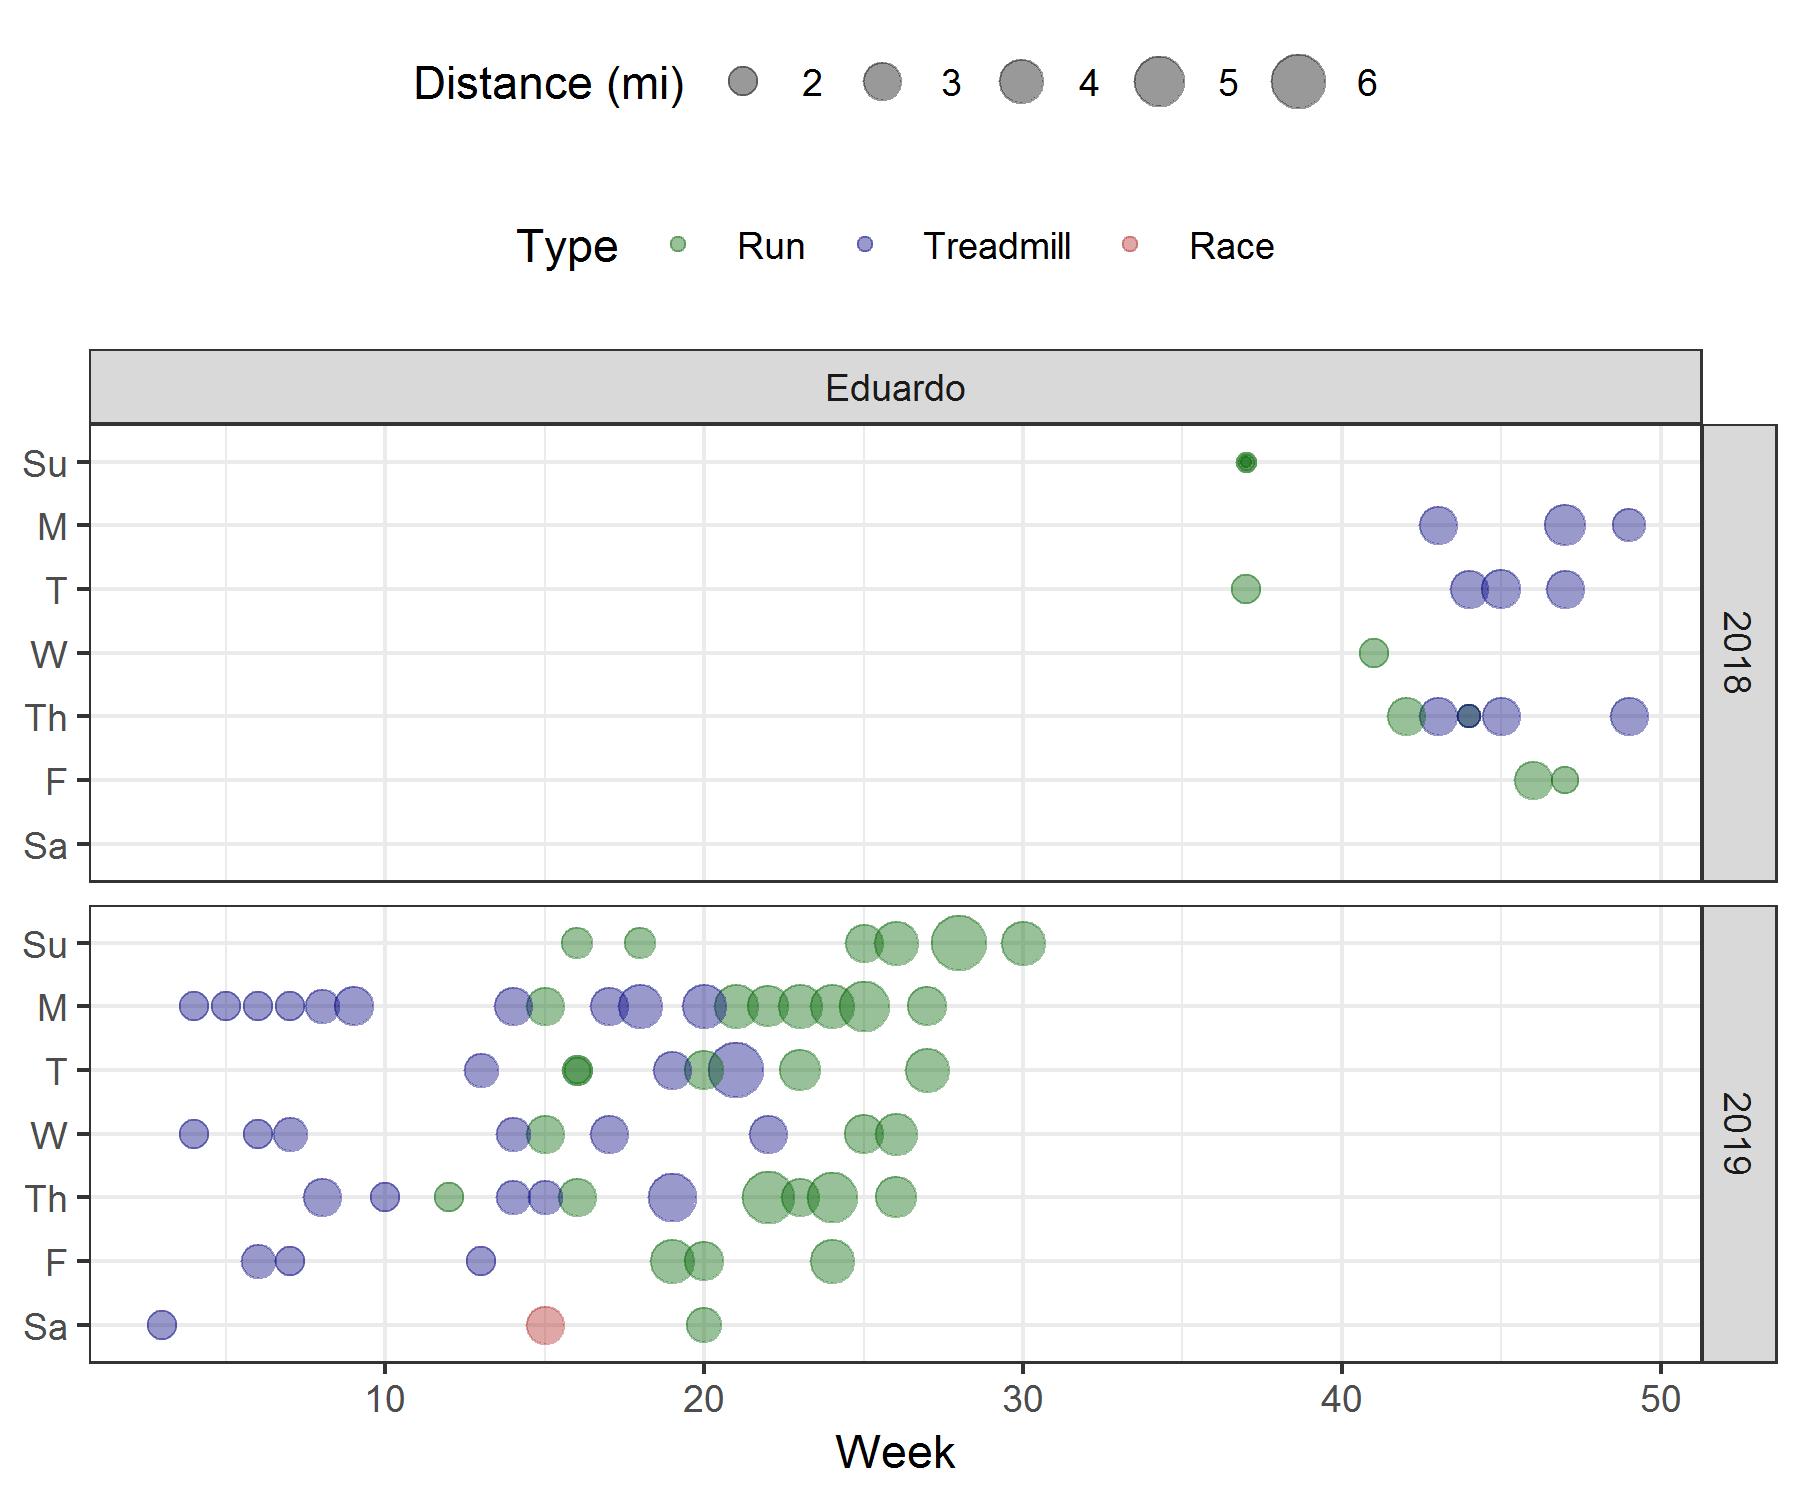 Distance (mi) 2 3 4 5 6
Type Run Treadmill Race
Eduardo
Su
M
T
W
Th
F
Sa
2018
Su
M
T
W
Th
F
Sa
2019
10 20 30 40 50
Week